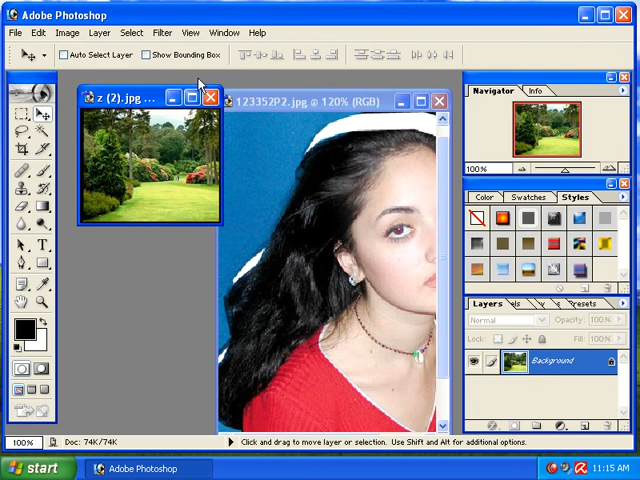 Adobe Photoshop
File Edit Image Layer Select Filter View Window Help
Auto Select Layer Show Bounding Box
z (2).jpg ...
123352P2.jpg @ 120% (RGB)
Navigator Info
100%
Color Swatches Styles
Layers els y y resets
Normal Opacity: 100%
Lock: Fill: 100%
Background
T
100% Doc: 74K/74K Click and drag to move layer or selection. Use Shift and Alt for additional options.
start Adobe Photoshop 11:15 AM